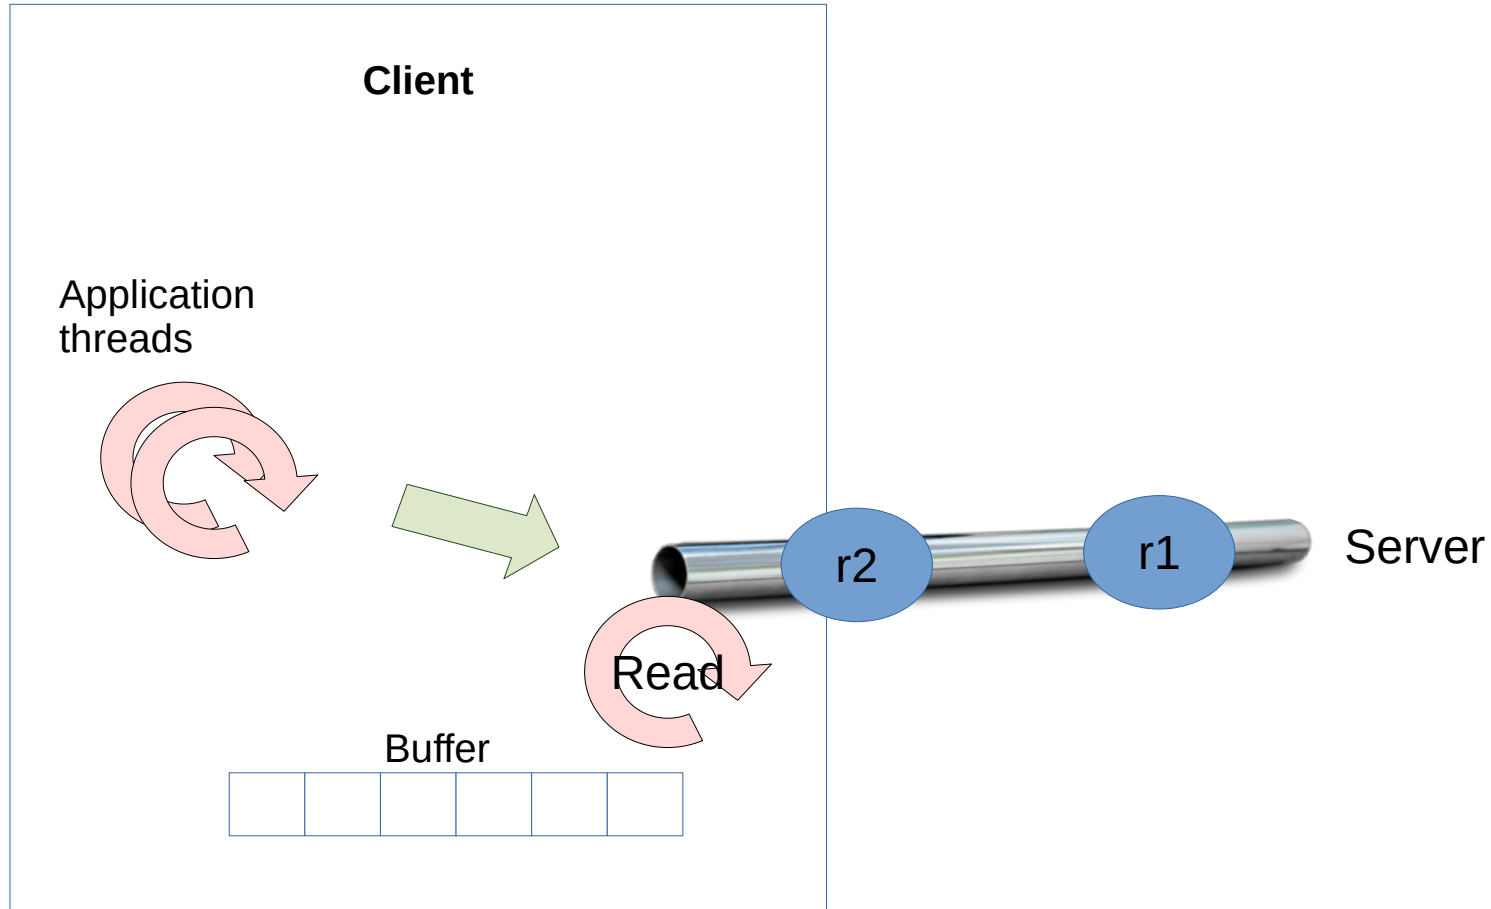 Client
Application
threads
r2
r1
Server
Read
Buffer